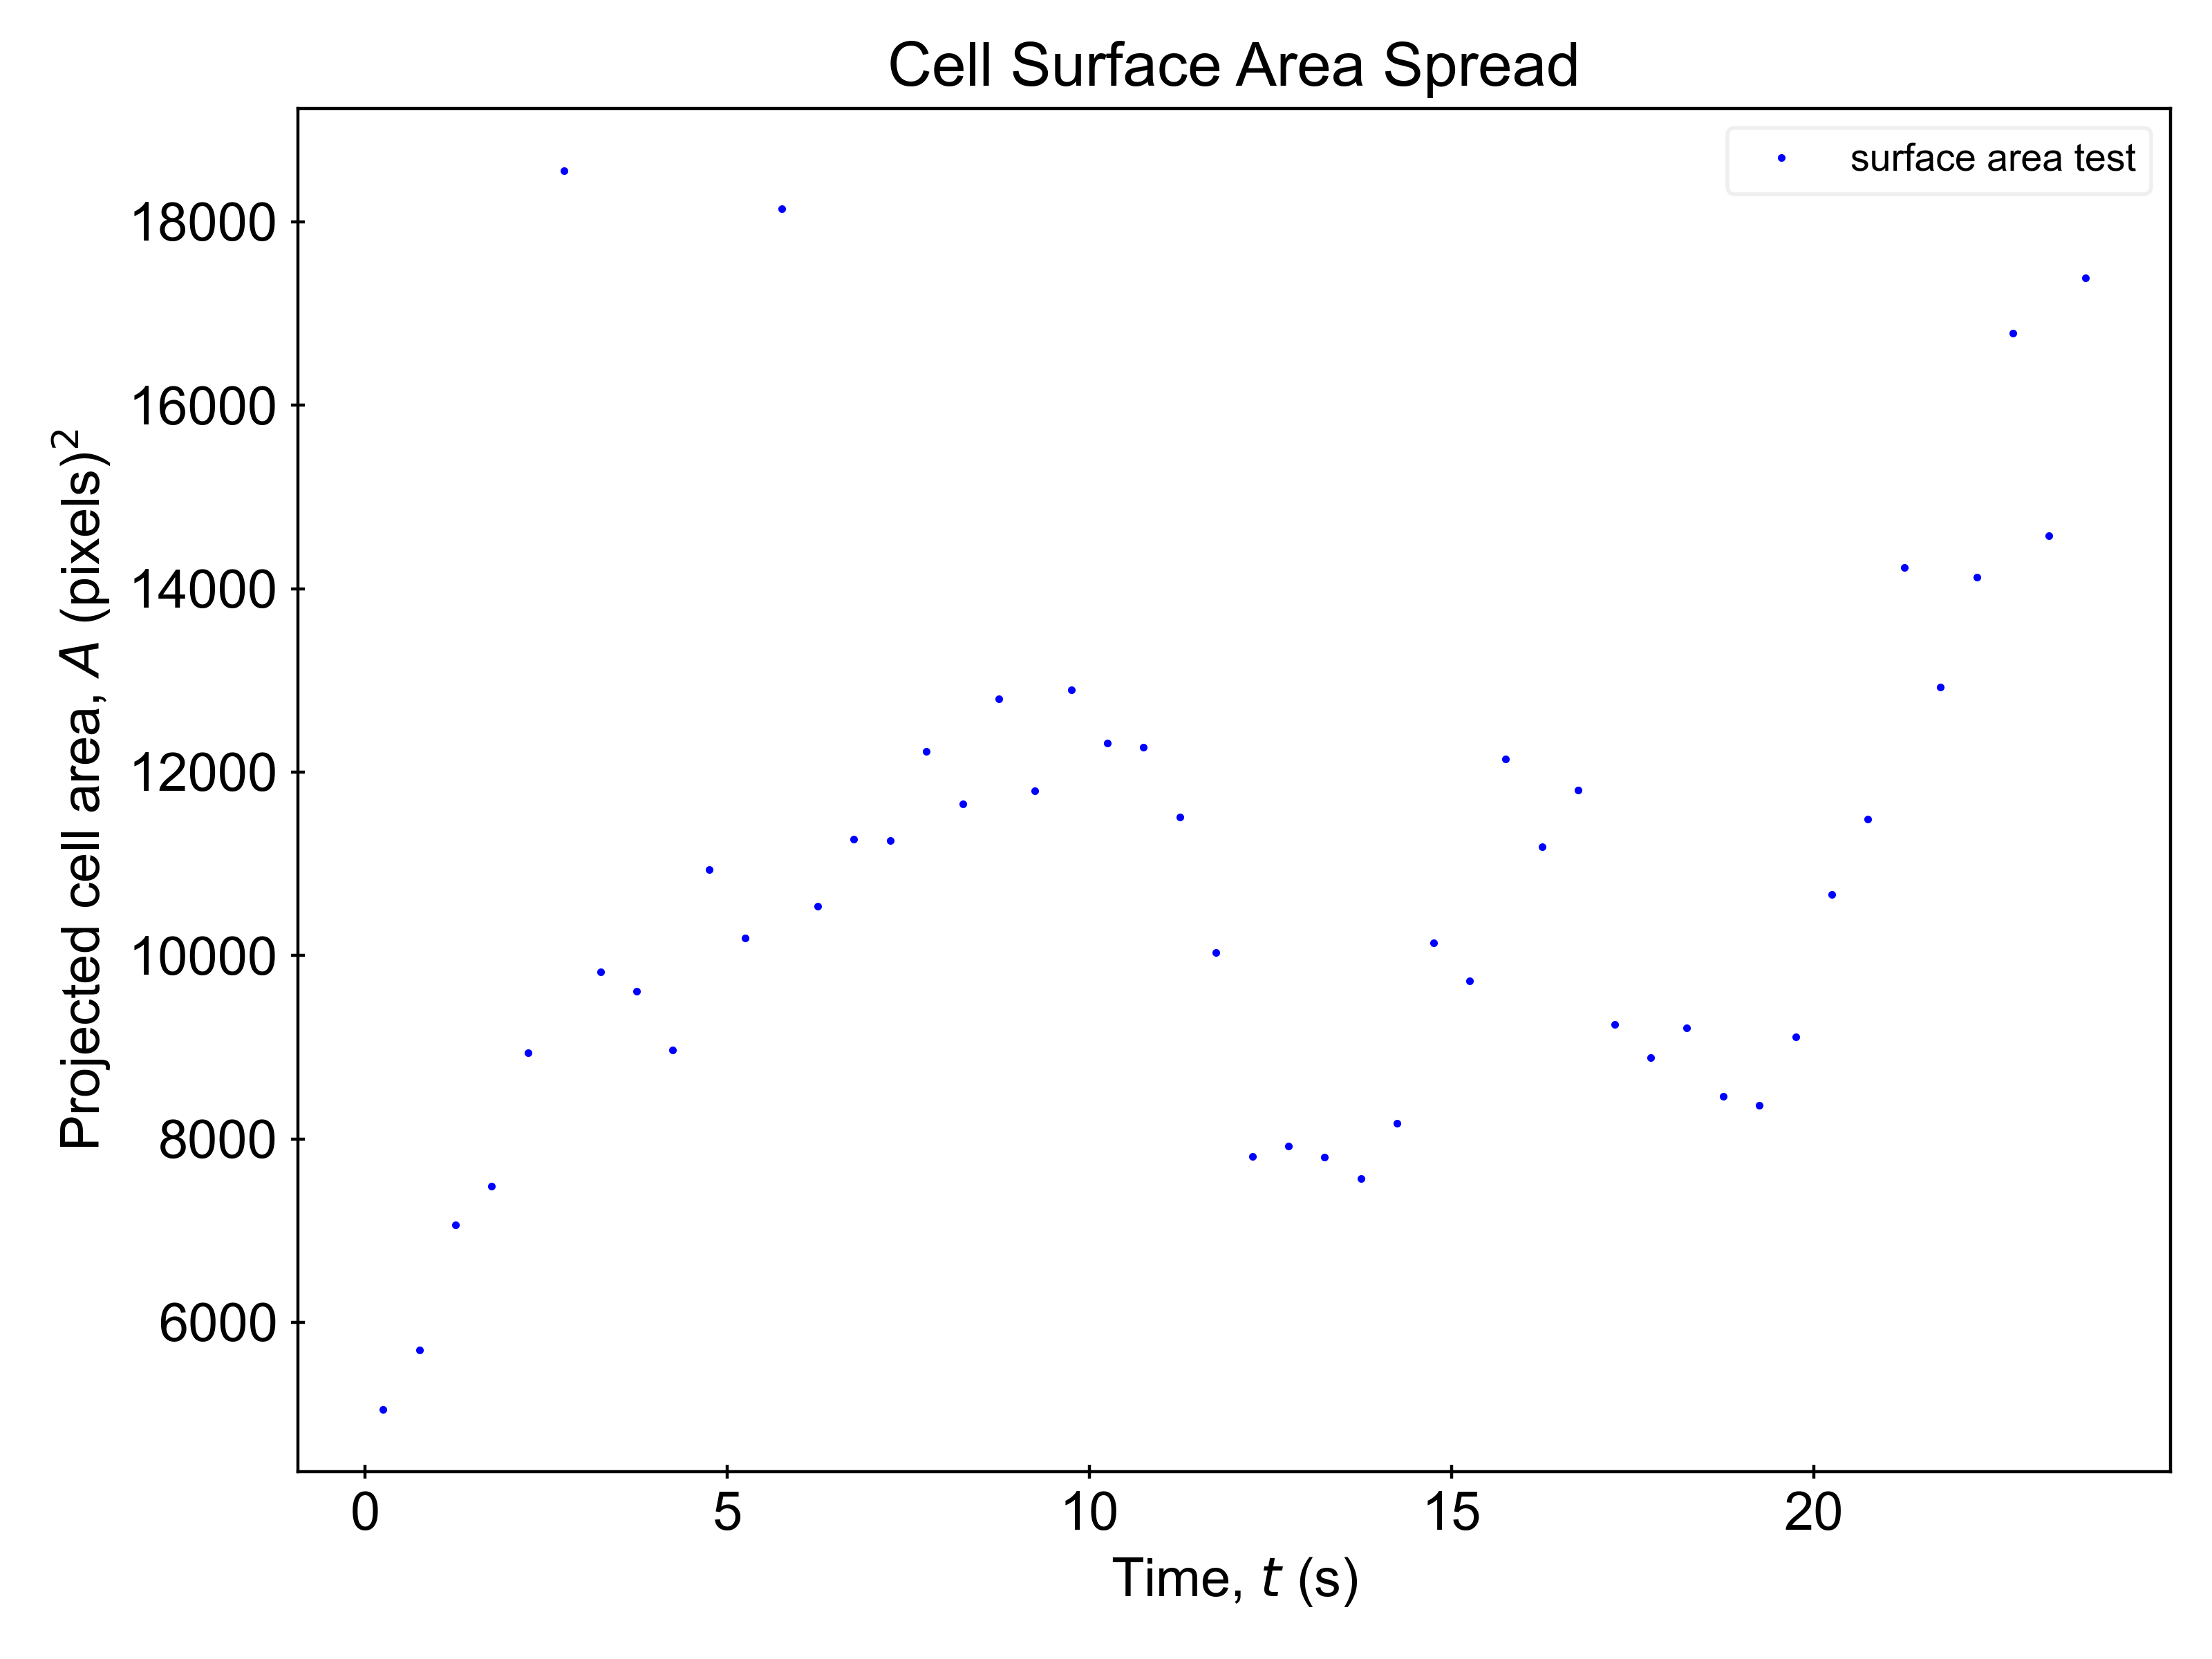 Cell Surface Area Spread
surface area test
18000
16000
14000
12000
10000
8000
6000
Projected cell area, A (pixels)²
0 5 10 15 20
Time, t (s)